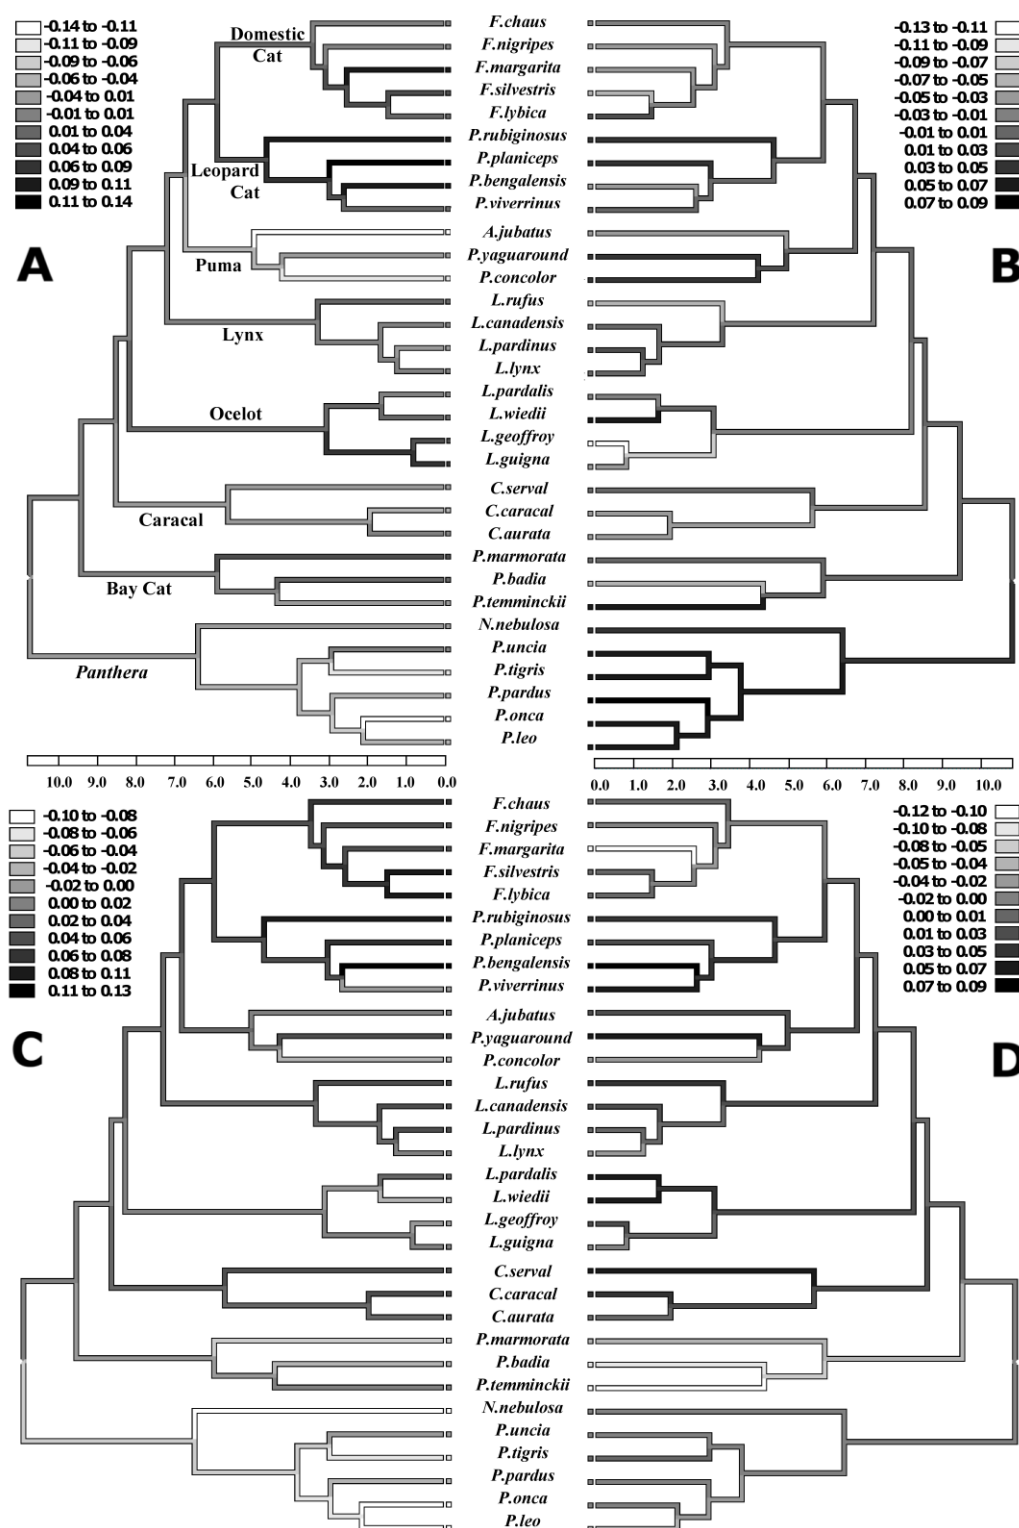 -0.14 to -0.11
-0.11 to -0.09
-0.09 to -0.06
-0.06 to -0.04
-0.04 to 0.01
-0.01 to 0.01
0.01 to 0.04
0.04 to 0.06
0.06 to 0.09
0.09 to 0.11
0.11 to 0.14
A
Domestic
Cat
Leopard
Cat
Puma
Lynx
Ocelot
Caracal
Bay Cat
Panthera
F.chaus
F.nigripes
F.margarita
F.silvestris
F.lybica
P.rubiginosus
P.planiceps
P.bengalensis
P.viverrinus
A.jubatus
P.yaguaround
P.concolor
L.rufus
L.canadensis
L.pardinus
L.lynx
L.pardalis
L.wiedii
L.geoffroy
L.guigna
C.serval
C.caracal
C.aurata
P.marmorata
P.badia
P.temminckii
N.nebulosa
P.uncia
P.tigris
P.pardus
P.onca
P.leo
-0.13 to -0.11
-0.11 to -0.09
-0.09 to -0.07
-0.07 to -0.05
-0.05 to -0.03
-0.03 to -0.01
-0.01 to 0.01
0.01 to 0.03
0.03 to 0.05
0.05 to 0.07
0.07 to 0.09
B
10.0 9.0 8.0 7.0 6.0 5.0 4.0 3.0 2.0 1.0 0.0
0.0 1.0 2.0 3.0 4.0 5.0 6.0 7.0 8.0 9.0 10.0
-0.10 to -0.08
-0.08 to -0.06
-0.06 to -0.04
-0.04 to -0.02
-0.02 to 0.00
0.00 to 0.02
0.02 to 0.04
0.04 to 0.06
0.06 to 0.08
0.08 to 0.11
0.11 to 0.13
C
F.chaus
F.nigripes
F.margarita
F.silvestris
F.lybica
P.rubiginosus
P.planiceps
P.bengalensis
P.viverrinus
A.jubatus
P.yaguaround
P.concolor
L.rufus
L.canadensis
L.pardinus
L.lynx
L.pardalis
L.wiedii
L.geoffroy
L.guigna
C.serval
C.caracal
C.aurata
P.marmorata
P.badia
P.temminckii
N.nebulosa
P.uncia
P.tigris
P.pardus
P.onca
P.leo
-0.12 to -0.10
-0.10 to -0.08
-0.08 to -0.05
-0.05 to -0.04
-0.04 to -0.02
-0.02 to 0.00
0.00 to 0.01
0.01 to 0.03
0.03 to 0.05
0.05 to 0.07
0.07 to 0.09
D